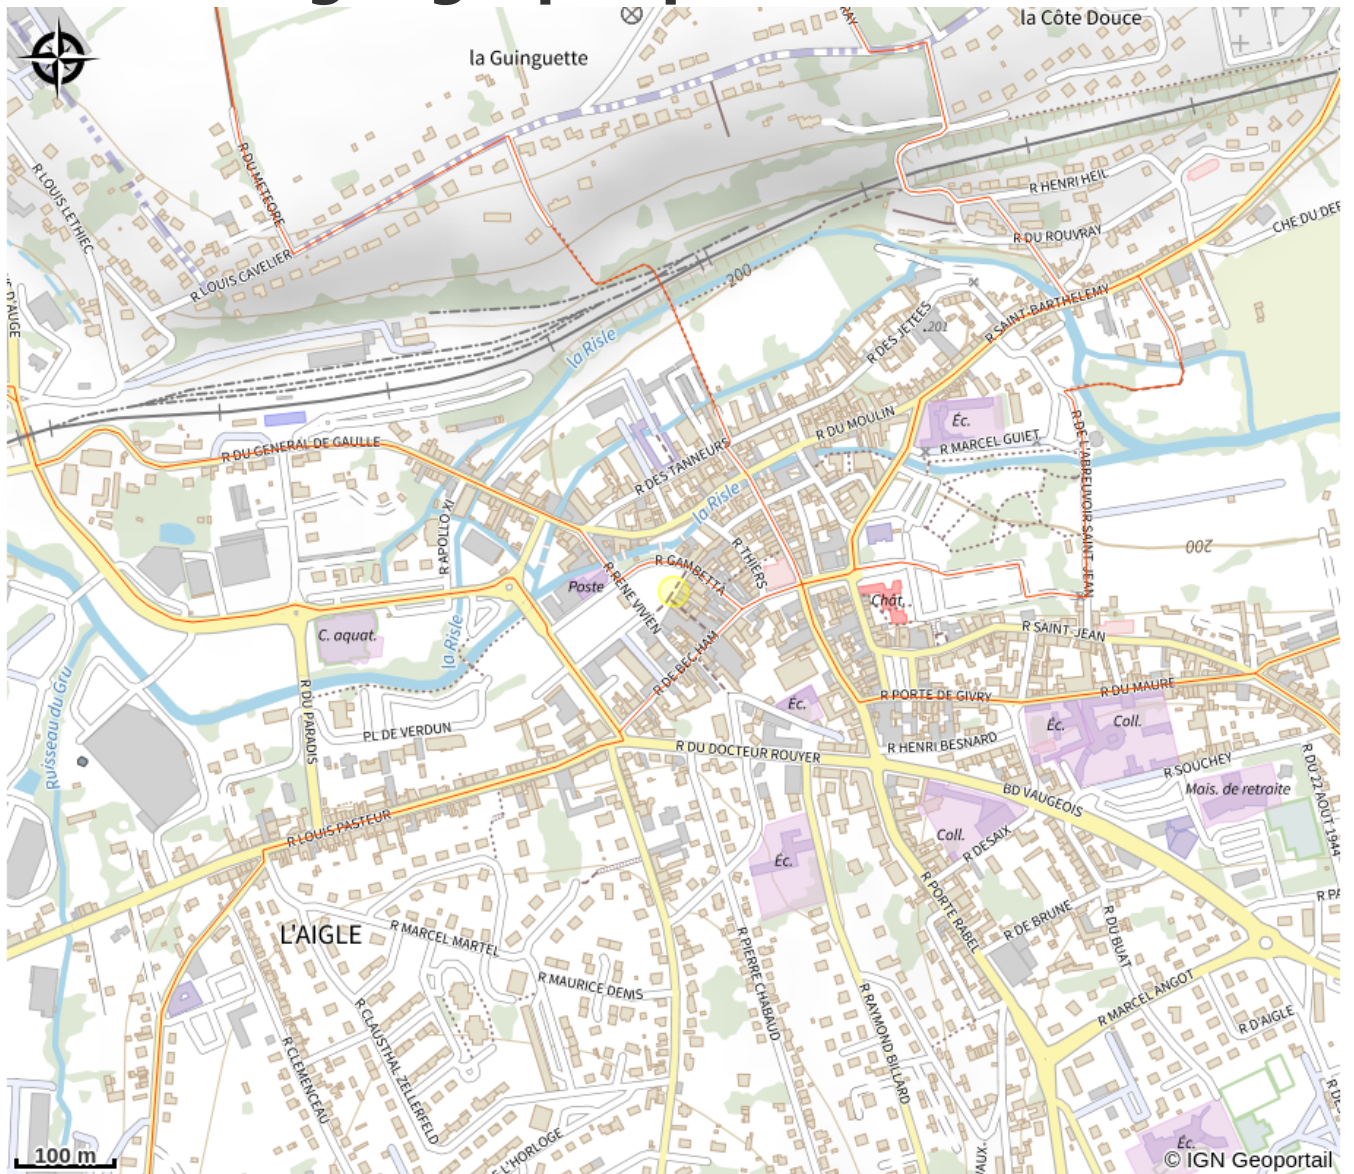 la Côte Douce
la Guinguette
R DU METEORE
R LOUIS LETHIEC
R HENRI HEIL
R DU ROUVRAY
R LOUIS CAVELIER
200
la Risle
R DES JETEES
.201
R SAINT-BARTHELEMY
R DU MOULIN
Éc.
R MARCEL GUIET
R DU GENERAL DE GAULLE
R DES TANNEURS
la Risle
R DE L'ABREUVOIR SAINT-JEAN
R APOLLO XI
200
R THIERS
R GAMBETTA
Poste
R RENE VIVIEN
Chât.
C. aquat.
la Risle
R SAINT-JEAN
R DE BEC HAM
R DU PARADIS
Éc.
R PORTE DE GIVRY
R DU MAURE
Éc.
Coll.
Ruisseau du Gru
PL DE VERDUN
R DU DOCTEUR ROUYER
R HENRI BESNARD
R SOUCHEY
Mais. de retraite
BD VAUGEOIS
R DU 22 AOUT 1944
R LOUIS PASTEUR
Coll.
R DESAIX
Éc.
R PORTE RABEL
R DE BRUNE
R DU BUAT
L'AIGLE
R MARCEL MARTEL
R PIERRE CHABAUD
R MAURICE DENIS
R MARCEL ANGOT
R RAYMOND BILLARD
R D'AIGLE
R CLAUSTHAL ZELLERFELD
R CLEMENCEAU
Éc.
100 m
© IGN Geoportail